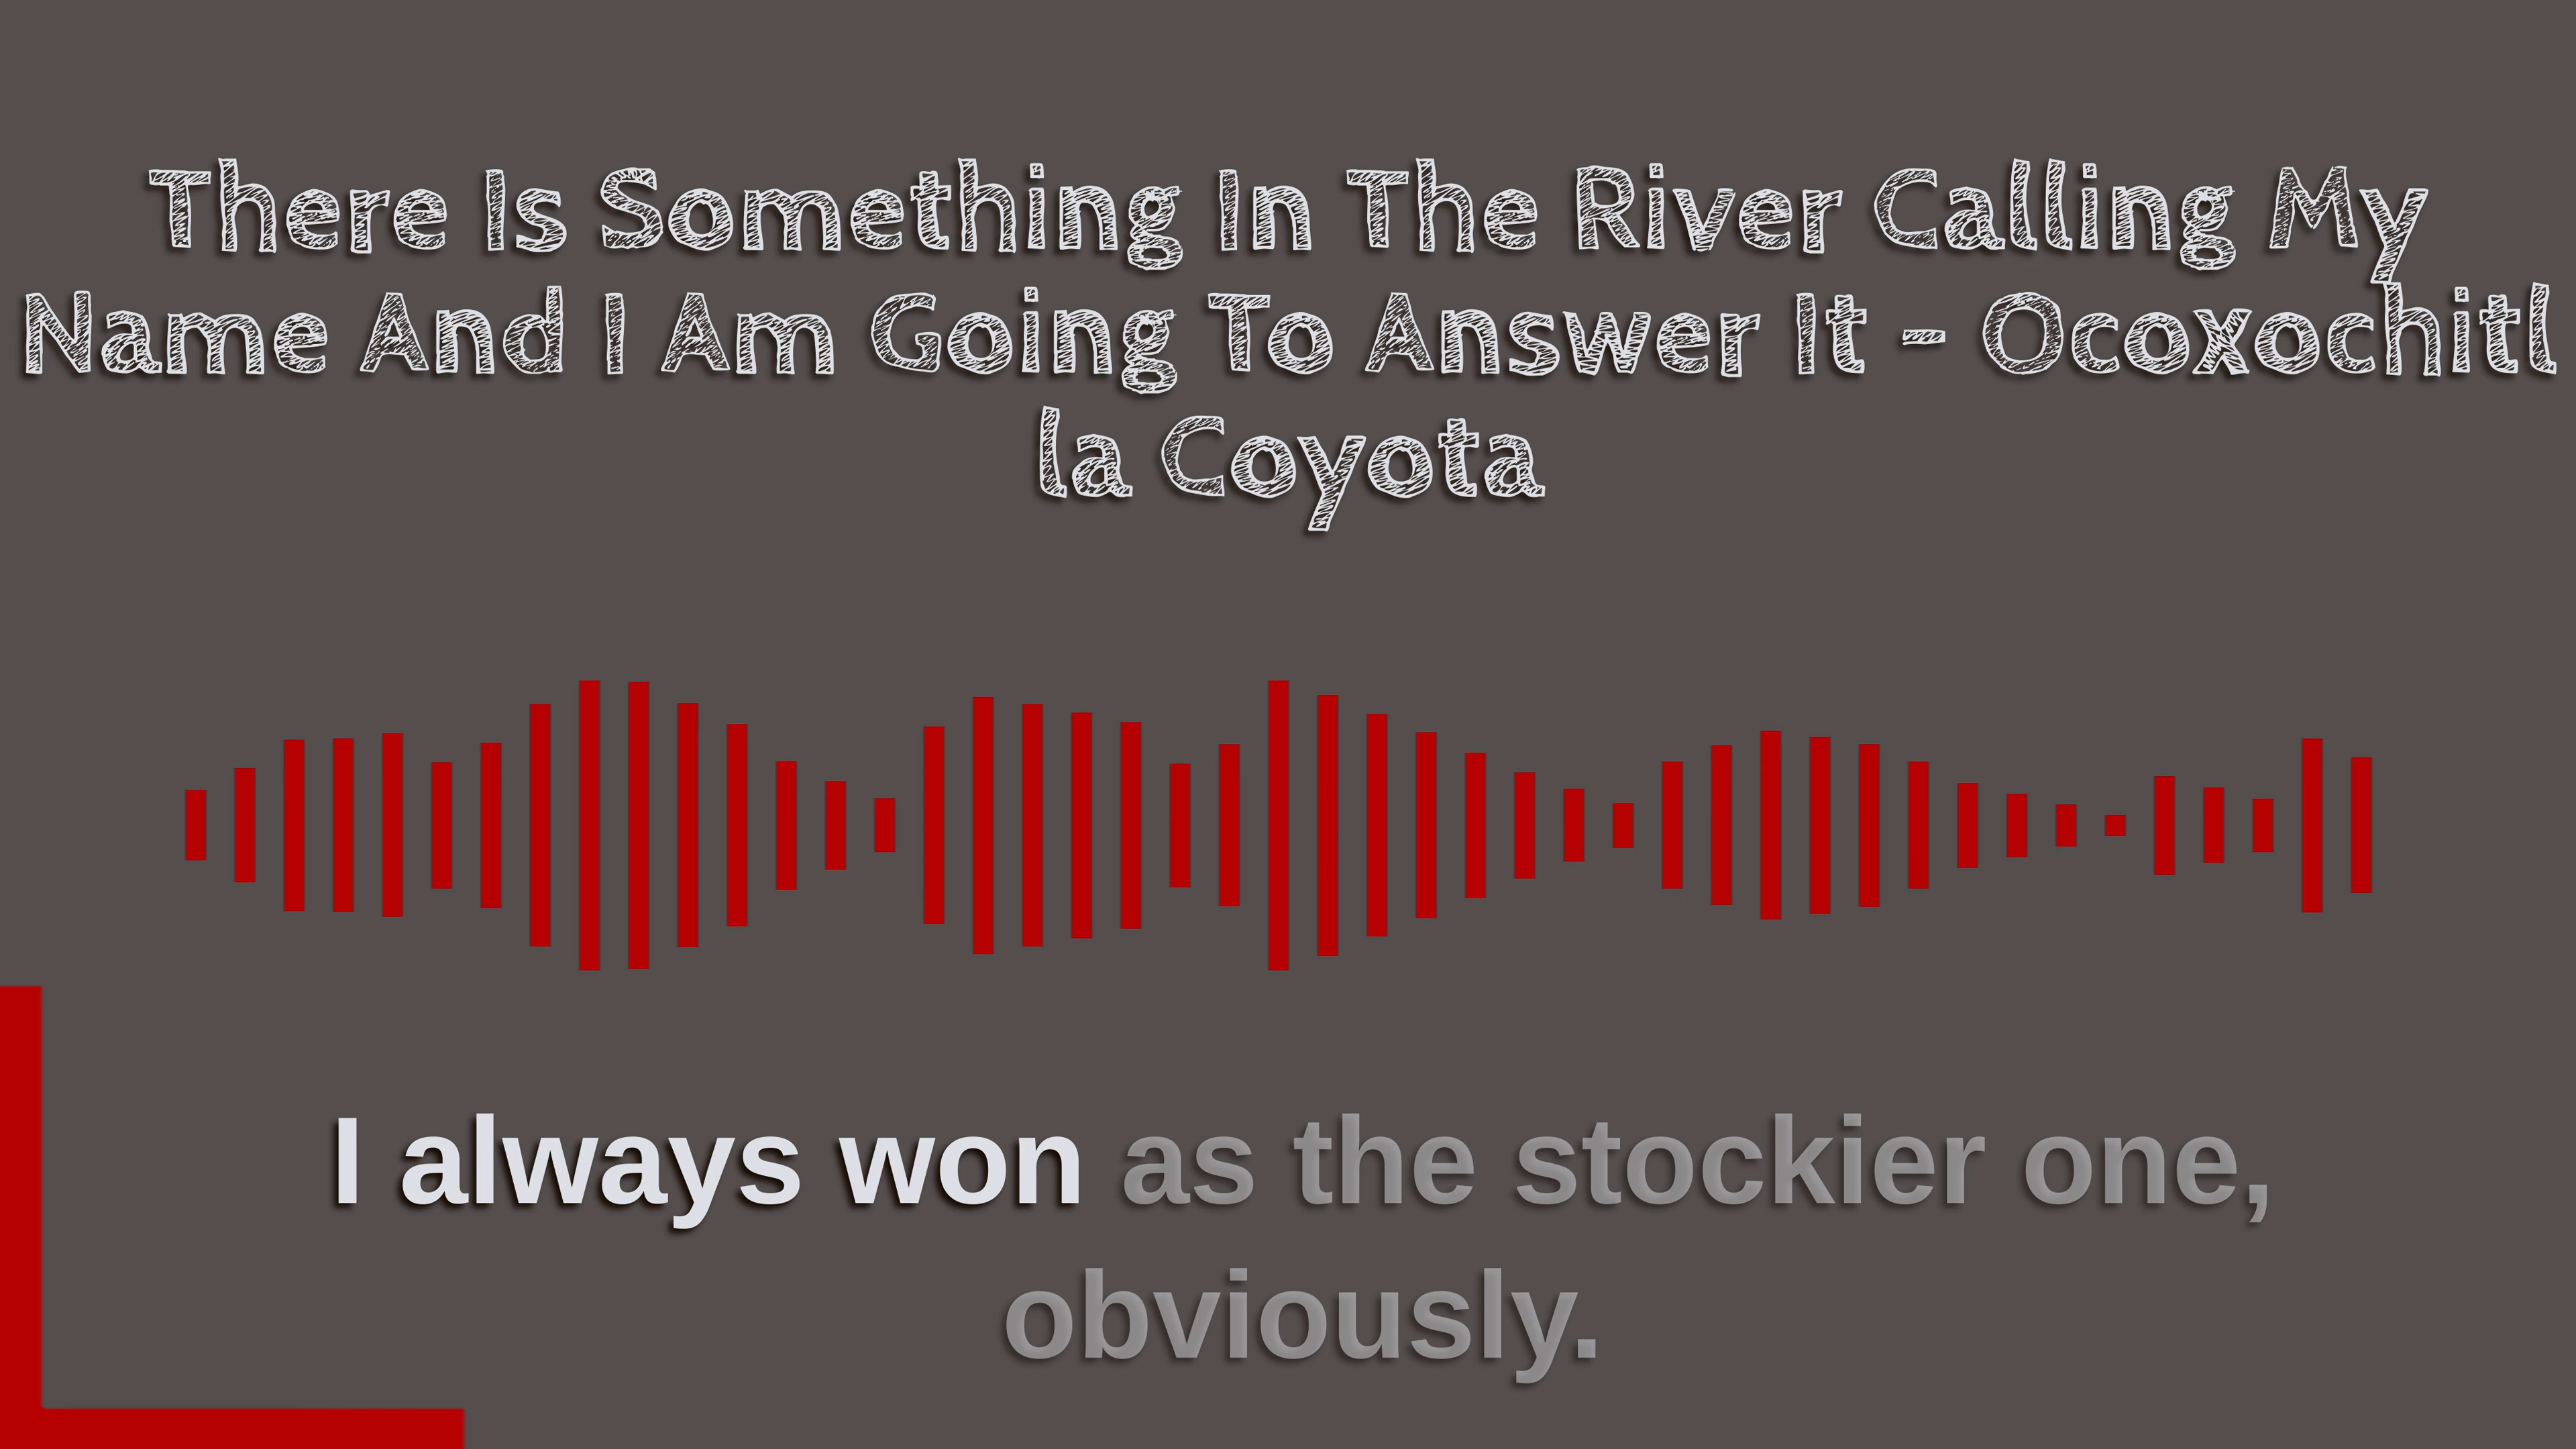 There Is Something In The River Calling My
Name And I Am Going To Answer It - Ocoxochitl
la Coyota
I always won as the stockier one,
obviously.